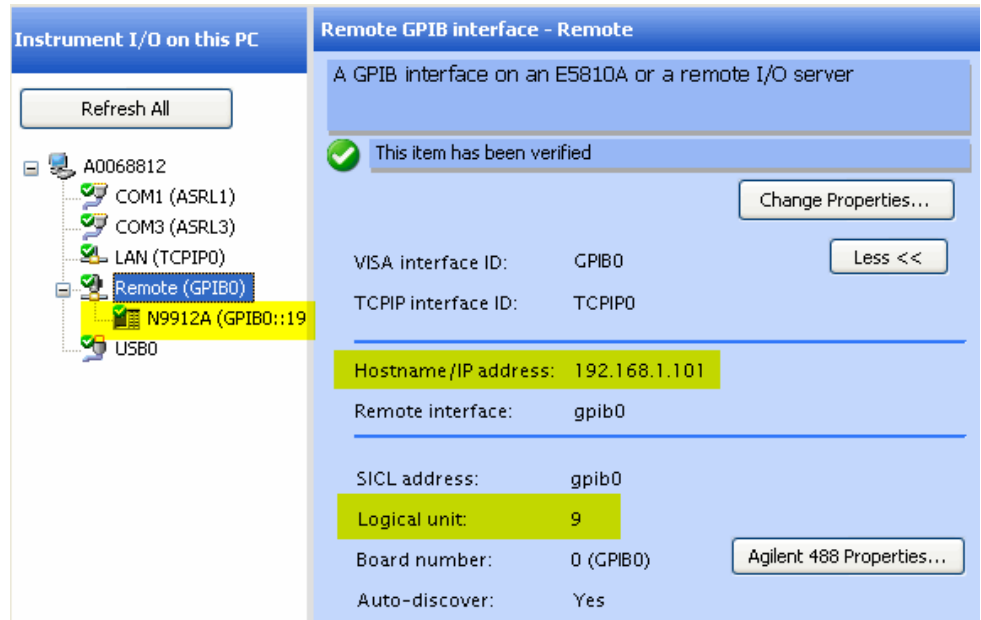 Instrument I/O on this PC
Refresh All
A0068812
COM1 (ASRL1)
COM3 (ASRL3)
LAN (TCPIP0)
Remote (GPIB0)
N9912A (GPIB0::19
USB0
Remote GPIB interface - Remote
A GPIB interface on an E5810A or a remote I/O server
This item has been verified
Change Properties...
VISA interface ID: GPIB0
Less <<
TCPIP interface ID: TCPIP0
Hostname/IP address: 192.168.1.101
Remote interface: gpib0
SICL address: gpib0
Logical unit: 9
Board number: 0 (GPIB0)
Agilent 488 Properties...
Auto-discover: Yes